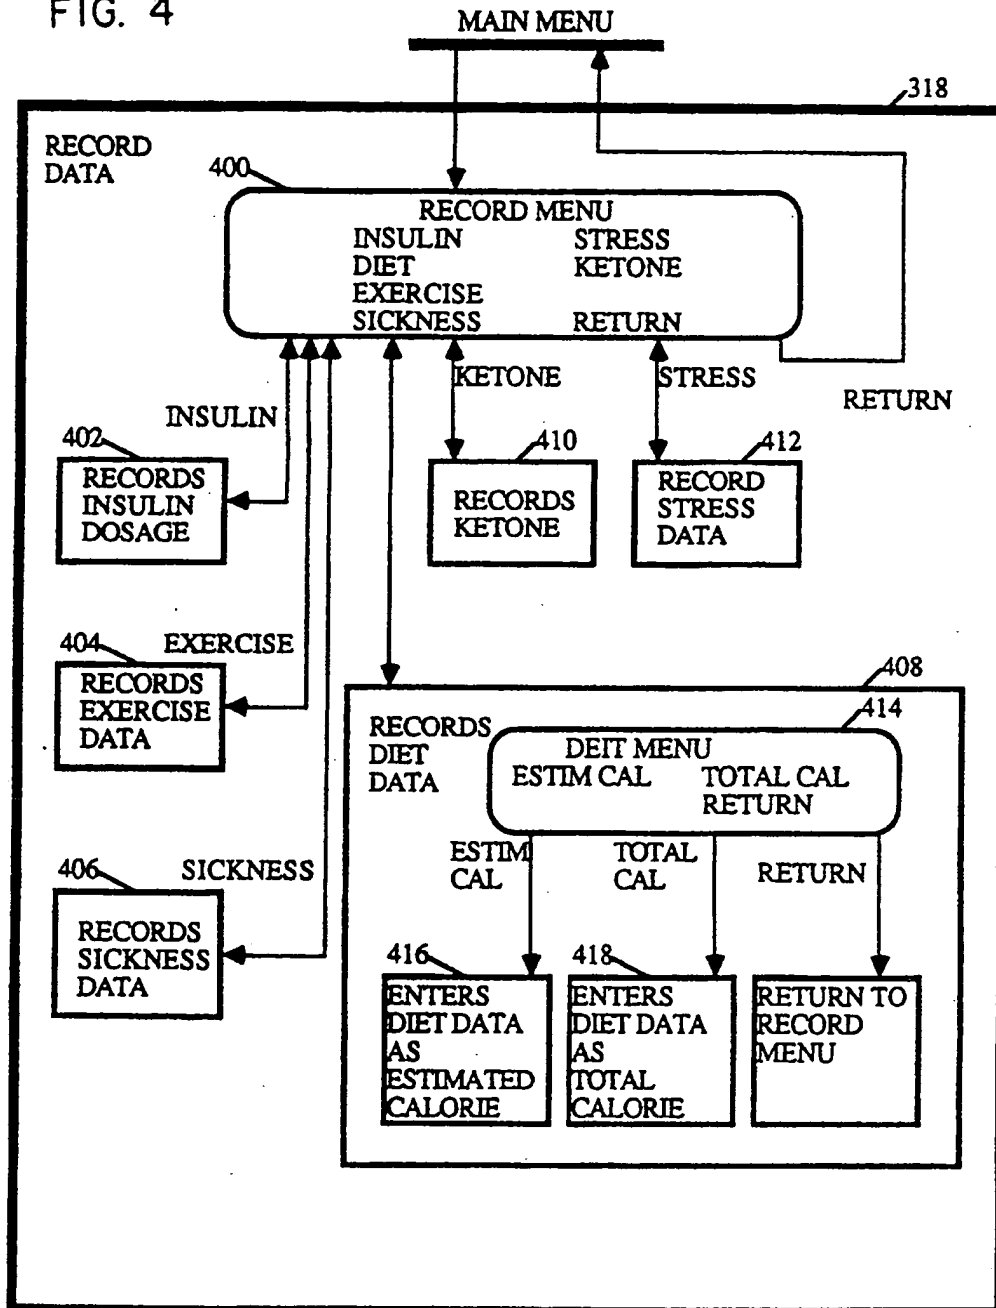 FIG. 4
MAIN MENU
318
RECORD
DATA
400
RECORD MENU
INSULIN STRESS
DIET KETONE
EXERCISE
SICKNESS RETURN
KETONE
STRESS
RETURN
INSULIN
402
RECORDS
INSULIN
DOSAGE
410
RECORDS
KETONE
412
RECORD
STRESS
DATA
404
EXERCISE
RECORDS
EXERCISE
DATA
408
RECORDS
DIET
DATA
414
DEIT MENU
ESTIM CAL TOTAL CAL
RETURN
ESTIM
CAL
TOTAL
CAL
RETURN
406
SICKNESS
RECORDS
SICKNESS
DATA
416
ENTERS
DIET DATA
AS
ESTIMATED
CALORIE
418
ENTERS
DIET DATA
AS
TOTAL
CALORIE
RETURN TO
RECORD
MENU